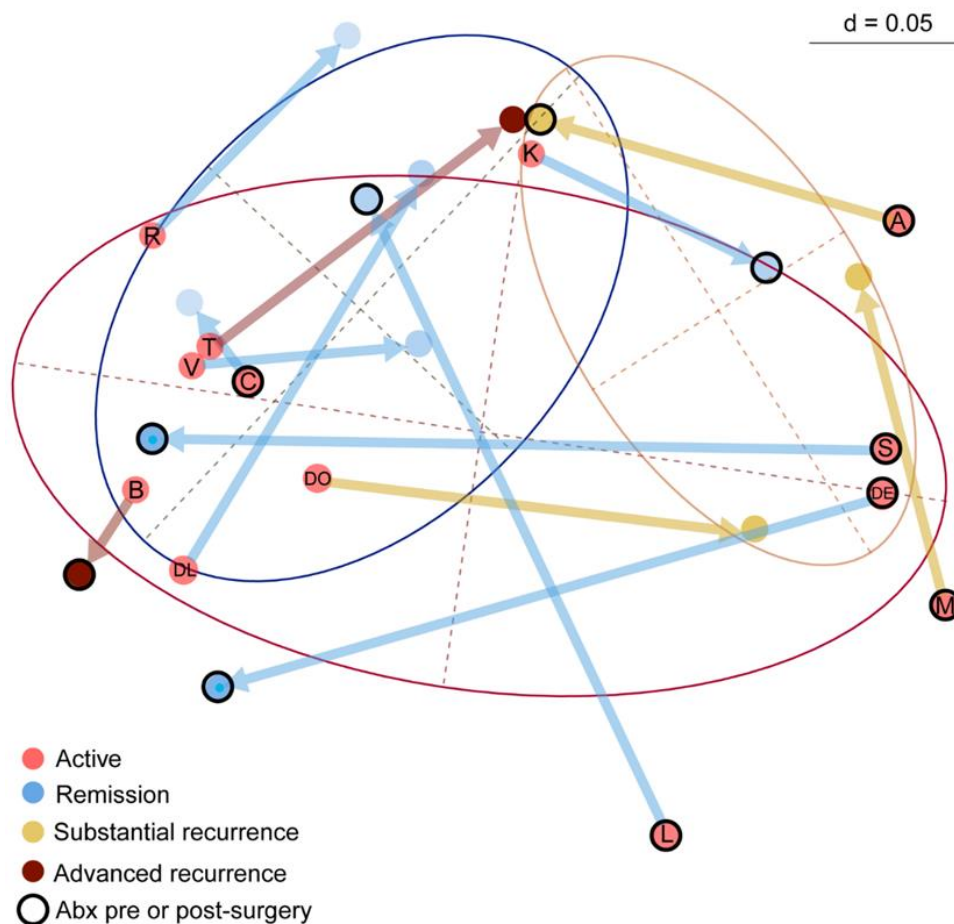 d = 0.05
K
A
R
T
V
C
S
B
DO
DE
DL
M
L
Active
Remission
Substantial recurrence
Advanced recurrence
Abx pre or post-surgery